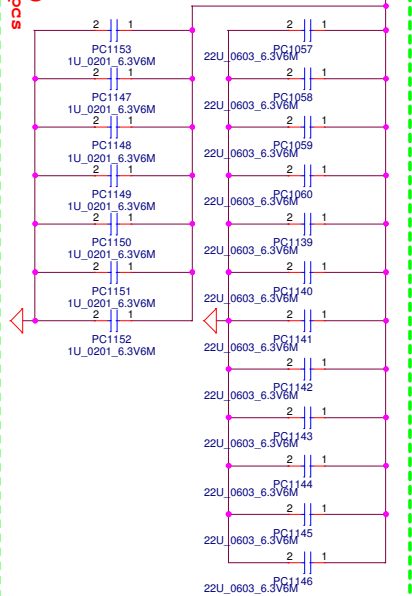 ocs
2 1
PC1153
1U_0201_6.3V6M
2 1
PC1147
1U_0201_6.3V6M
2 1
PC1148
1U_0201_6.3V6M
2 1
PC1149
1U_0201_6.3V6M
2 1
PC1150
1U_0201_6.3V6M
2 1
PC1151
1U_0201_6.3V6M
2 1
PC1152
1U_0201_6.3V6M
2 1
PC1057
22U_0603_6.3V6M
2 1
PC1058
22U_0603_6.3V6M
2 1
PC1059
22U_0603_6.3V6M
2 1
PC1060
22U_0603_6.3V6M
2 1
PC1139
22U_0603_6.3V6M
2 1
PC1140
22U_0603_6.3V6M
2 1
PC1141
22U_0603_6.3V6M
2 1
PC1142
22U_0603_6.3V6M
2 1
PC1143
22U_0603_6.3V6M
2 1
PC1144
22U_0603_6.3V6M
2 1
PC1145
22U_0603_6.3V6M
2 1
PC1146
22U_0603_6.3V6M